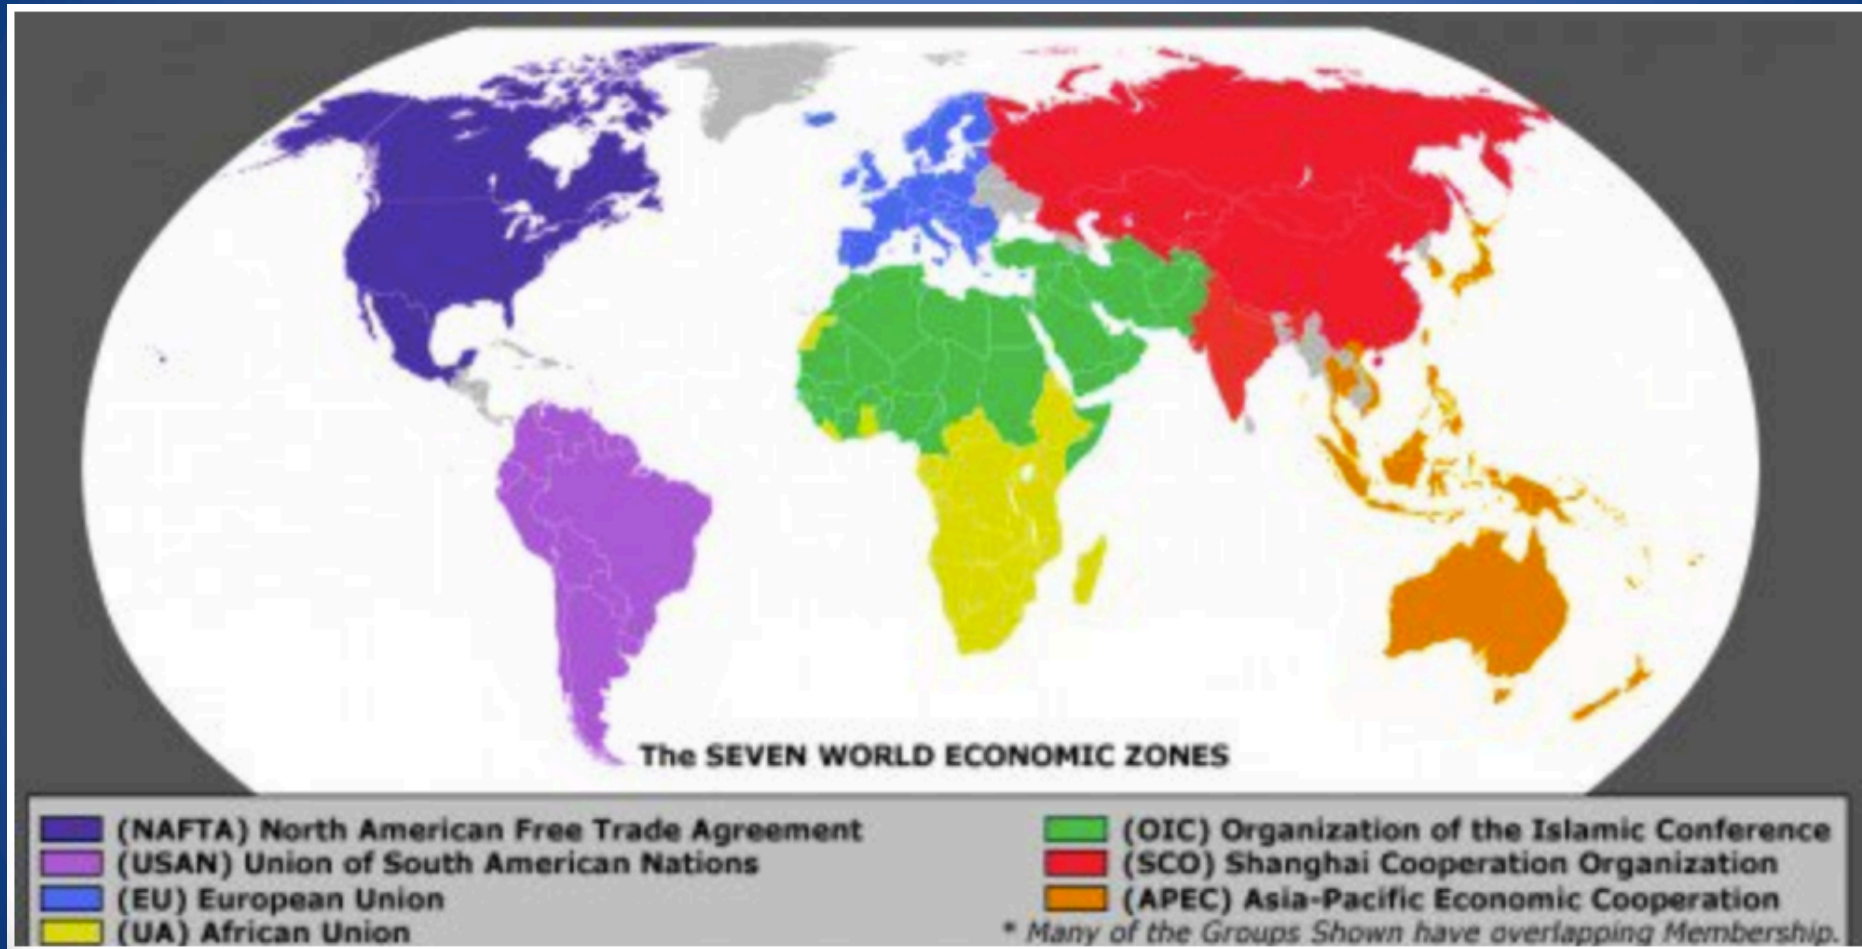 The SEVEN WORLD ECONOMIC ZONES
(NAFTA) North American Free Trade Agreement
(USAN) Union of South American Nations
(EU) European Union
(UA) African Union
(OIC) Organization of the Islamic Conference
(SCO) Shanghai Cooperation Organization
(APEC) Asia-Pacific Economic Cooperation
* Many of the Groups Shown have overlapping Membership.